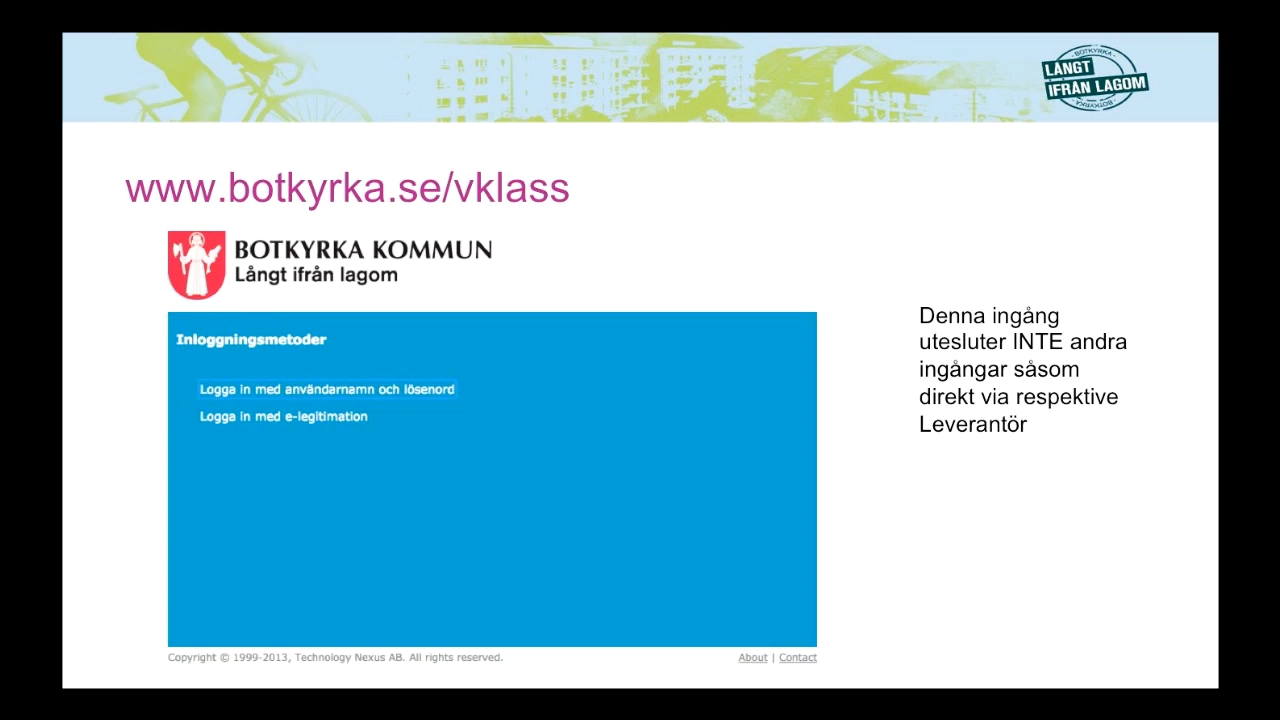 BOTKYRKA
LÅNGT
IFRÅN LAGOM
BOTKYRKA
www.botkyrka.se/vklass
BOTKYRKA KOMMUN
Långt ifrån lagom
Inloggningsmetoder
Logga in med användarnamn och lösenord
Logga in med e-legitimation
Denna ingång
utesluter INTE andra
ingångar såsom
direkt via respektive
Leverantör
Copyright © 1999-2013, Technology Nexus AB. All rights reserved.
About | Contact